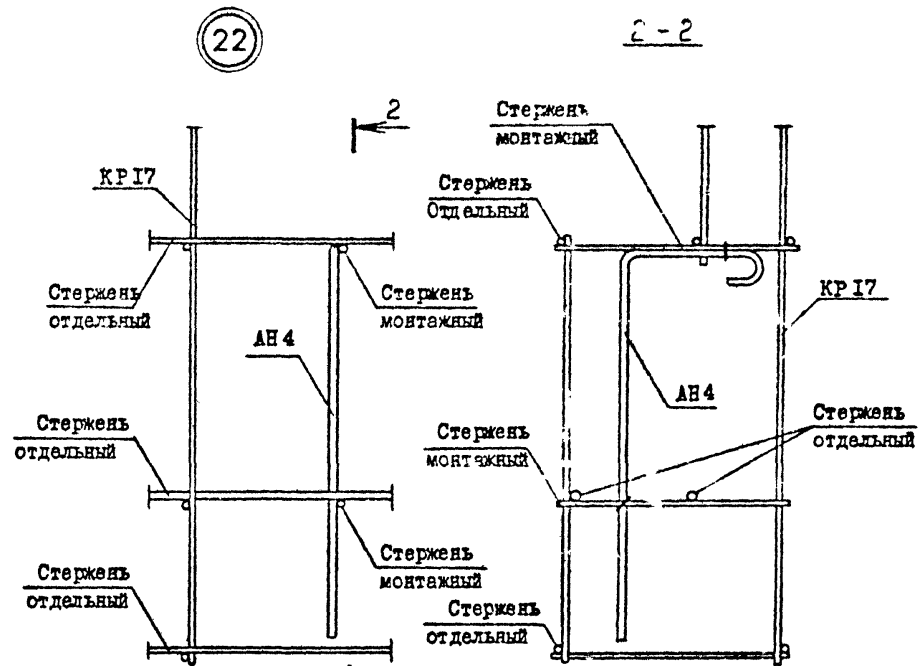 22
2 - 2
2
Стержень
монтажный
КР17
Стержень
Отдельный
Стержень
отдельный
Стержень
монтажный
КР17
АН4
АН4
Стержень
отдельный
Стержень
монтажный
Стержень
отдельный
Стержень
отдельный
Стержень
монтажный
Стержень
отдельный